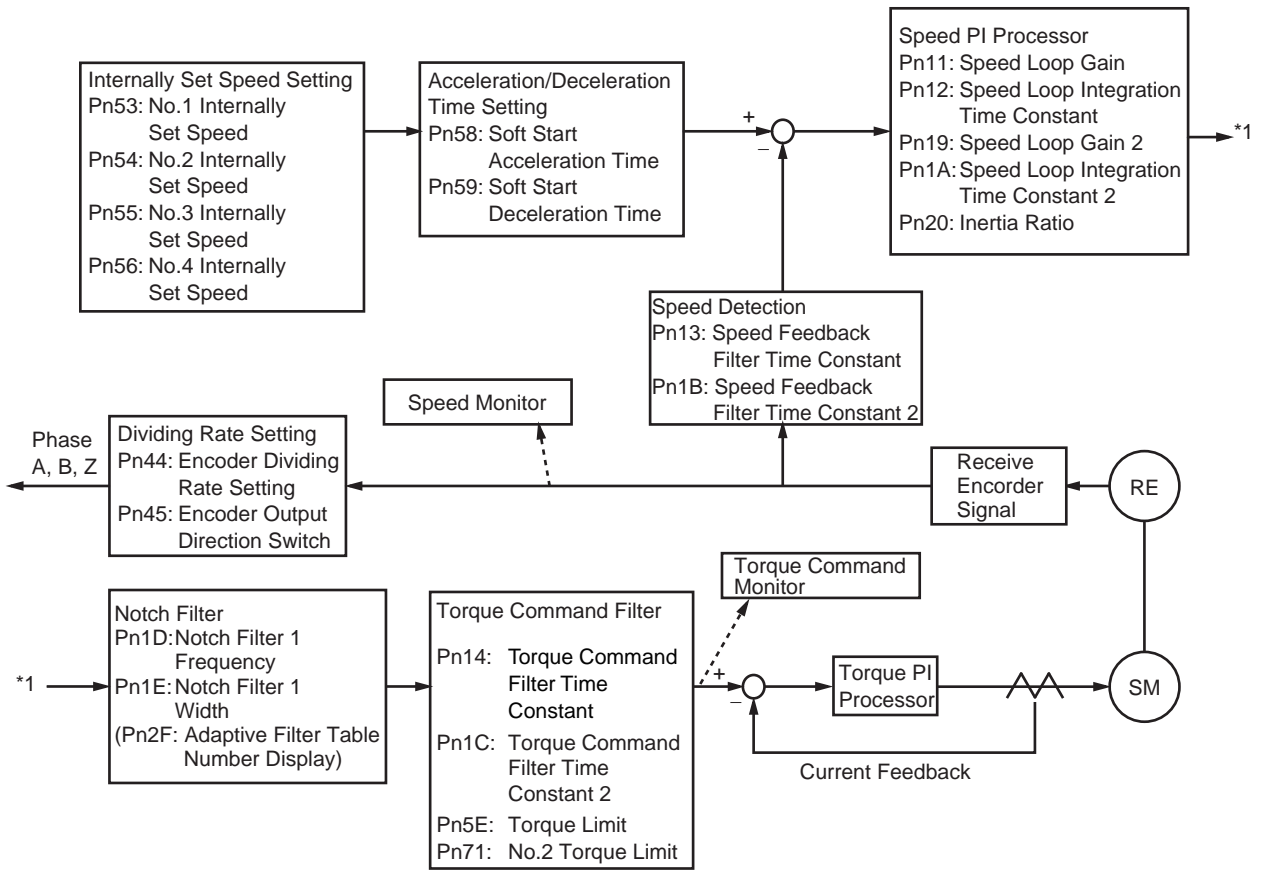 Internally Set Speed Setting
Pn53: No.1 Internally
Set Speed
Pn54: No.2 Internally
Set Speed
Pn55: No.3 Internally
Set Speed
Pn56: No.4 Internally
Set Speed
Acceleration/Deceleration
Time Setting
Pn58: Soft Start
Acceleration Time
Pn59: Soft Start
Deceleration Time
+
−
Speed PI Processor
Pn11: Speed Loop Gain
Pn12: Speed Loop Integration
Time Constant
Pn19: Speed Loop Gain 2
Pn1A: Speed Loop Integration
Time Constant 2
Pn20: Inertia Ratio
*1
Speed Detection
Pn13: Speed Feedback
Filter Time Constant
Pn1B: Speed Feedback
Filter Time Constant 2
Speed Monitor
Phase
A, B, Z
Dividing Rate Setting
Pn44: Encoder Dividing
Rate Setting
Pn45: Encoder Output
Direction Switch
Receive
Encorder
Signal
RE
*1
Notch Filter
Pn1D: Notch Filter 1
Frequency
Pn1E: Notch Filter 1
Width
(Pn2F: Adaptive Filter Table
Number Display)
Torque Command Filter
Pn14: Torque Command
Filter Time
Constant
Pn1C: Torque Command
Filter Time
Constant 2
Pn5E: Torque Limit
Pn71: No.2 Torque Limit
Torque Command
Monitor
+
−
Torque PI
Processor
SM
Current Feedback